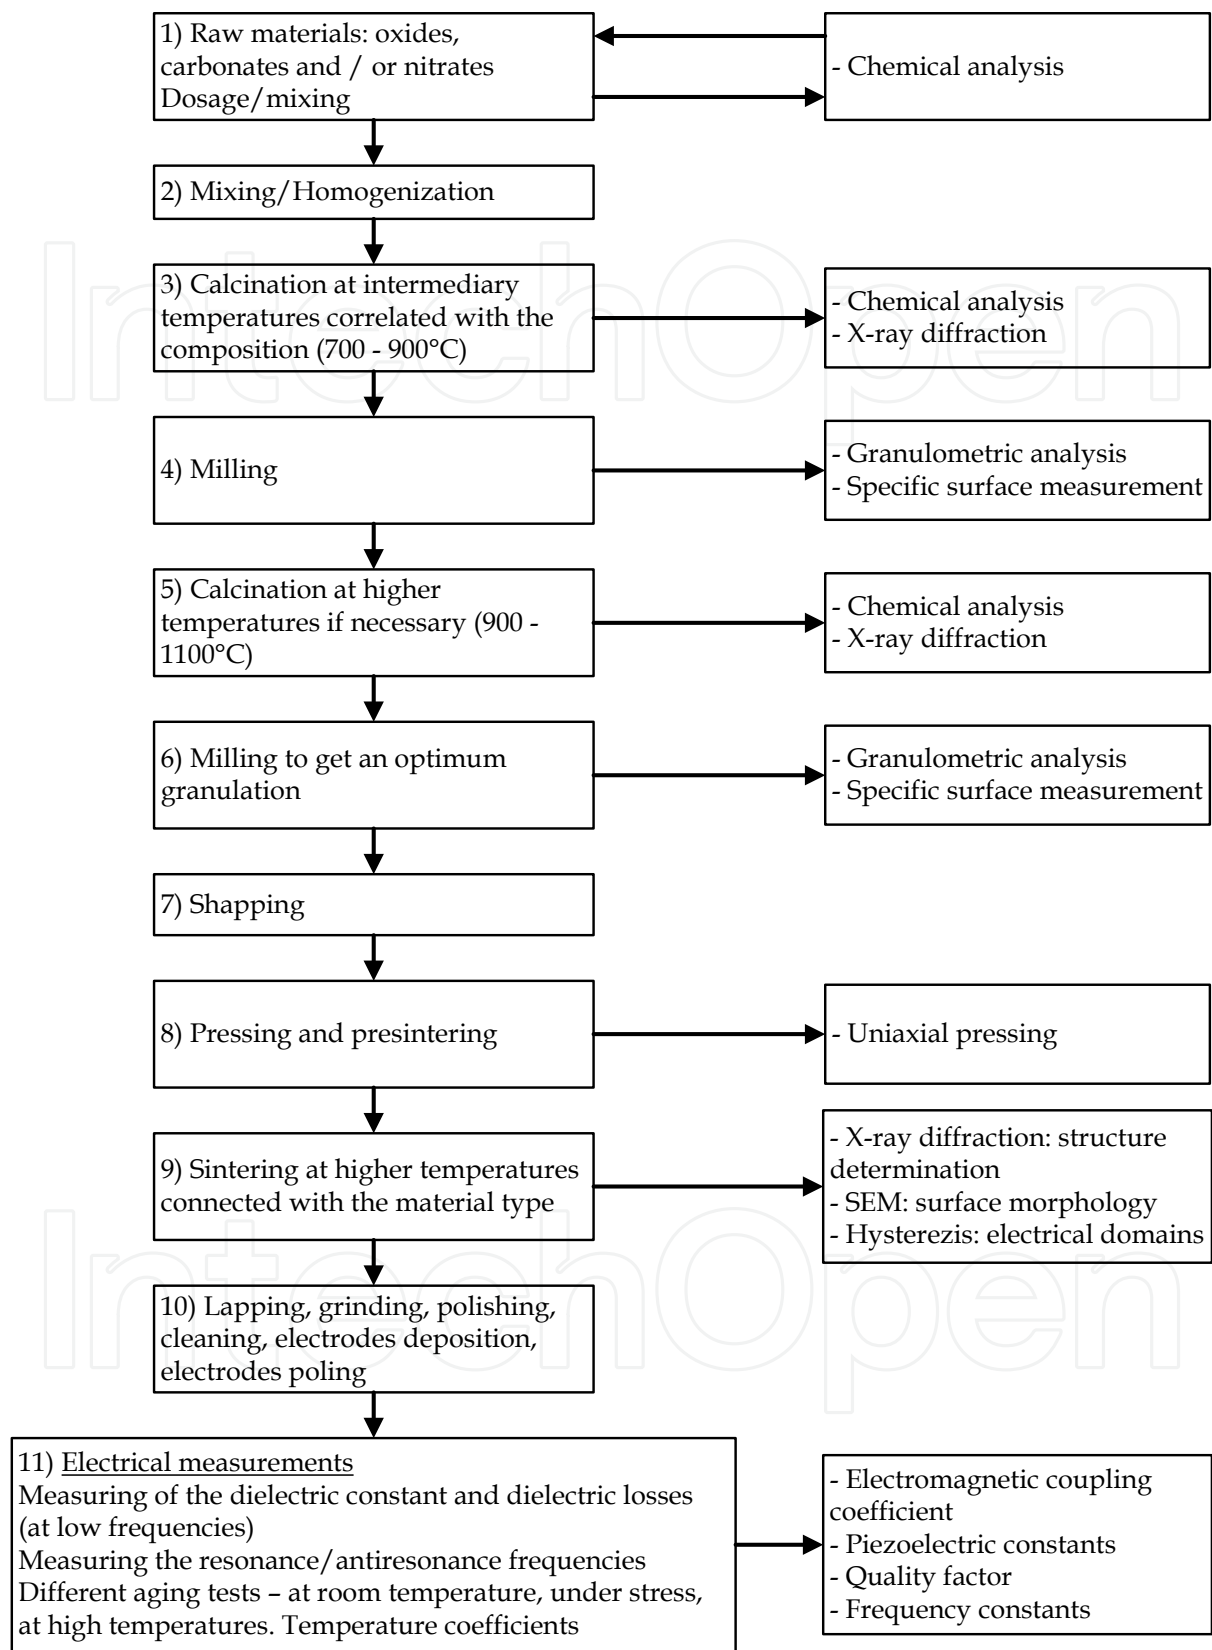 1) Raw materials: oxides,
carbonates and / or nitrates
Dosage/mixing
- Chemical analysis
2) Mixing/Homogenization
3) Calcination at intermediary
temperatures correlated with the
composition (700 - 900°C)
- Chemical analysis
- X-ray diffraction
4) Milling
- Granulometric analysis
- Specific surface measurement
5) Calcination at higher
temperatures if necessary (900 -
1100°C)
- Chemical analysis
- X-ray diffraction
6) Milling to get an optimum
granulation
- Granulometric analysis
- Specific surface measurement
7) Shapping
8) Pressing and presintering
- Uniaxial pressing
9) Sintering at higher temperatures
connected with the material type
- X-ray diffraction: structure
determination
- SEM: surface morphology
- Hysterezis: electrical domains
10) Lapping, grinding, polishing,
cleaning, electrodes deposition,
electrodes poling
11) Electrical measurements
Measuring of the dielectric constant and dielectric losses
(at low frequencies)
Measuring the resonance/antiresonance frequencies
Different aging tests – at room temperature, under stress,
at high temperatures. Temperature coefficients
- Electromagnetic coupling
coefficient
- Piezoelectric constants
- Quality factor
- Frequency constants
IntechOpen
IntechOpen